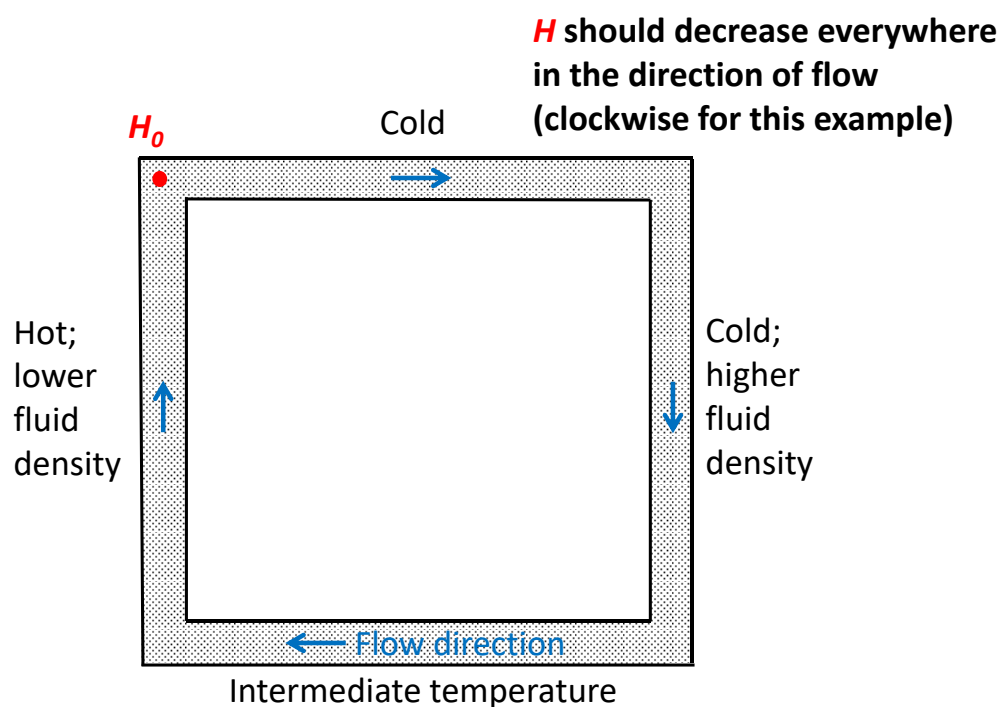 H should decrease everywhere
in the direction of flow
(clockwise for this example)
H0
Cold
Hot;
lower
fluid
density
Cold;
higher
fluid
density
Flow direction
Intermediate temperature